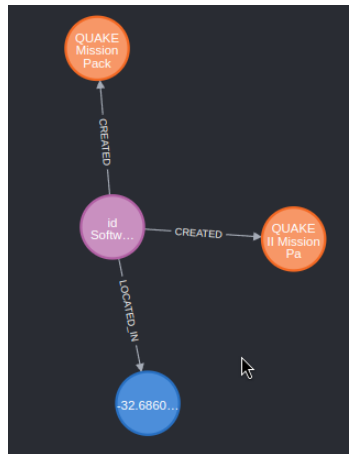 QUAKE
Mission
Pack
CREATED
id
Softw…
CREATED
QUAKE
II Mission
Pa
LOCATED_IN
-32.6860…